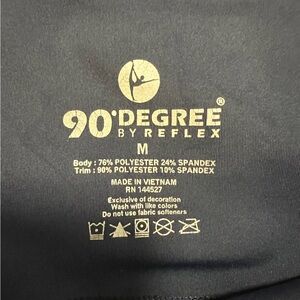 90°DEGREE®
BY REFLEX
M
Body : 76% POLYESTER 24% SPANDEX
Trim : 90% POLYESTER 10% SPANDEX
MADE IN VIETNAM
RN 144527
Exclusive of decoration
Wash with like colors
Do not use fabric softeners